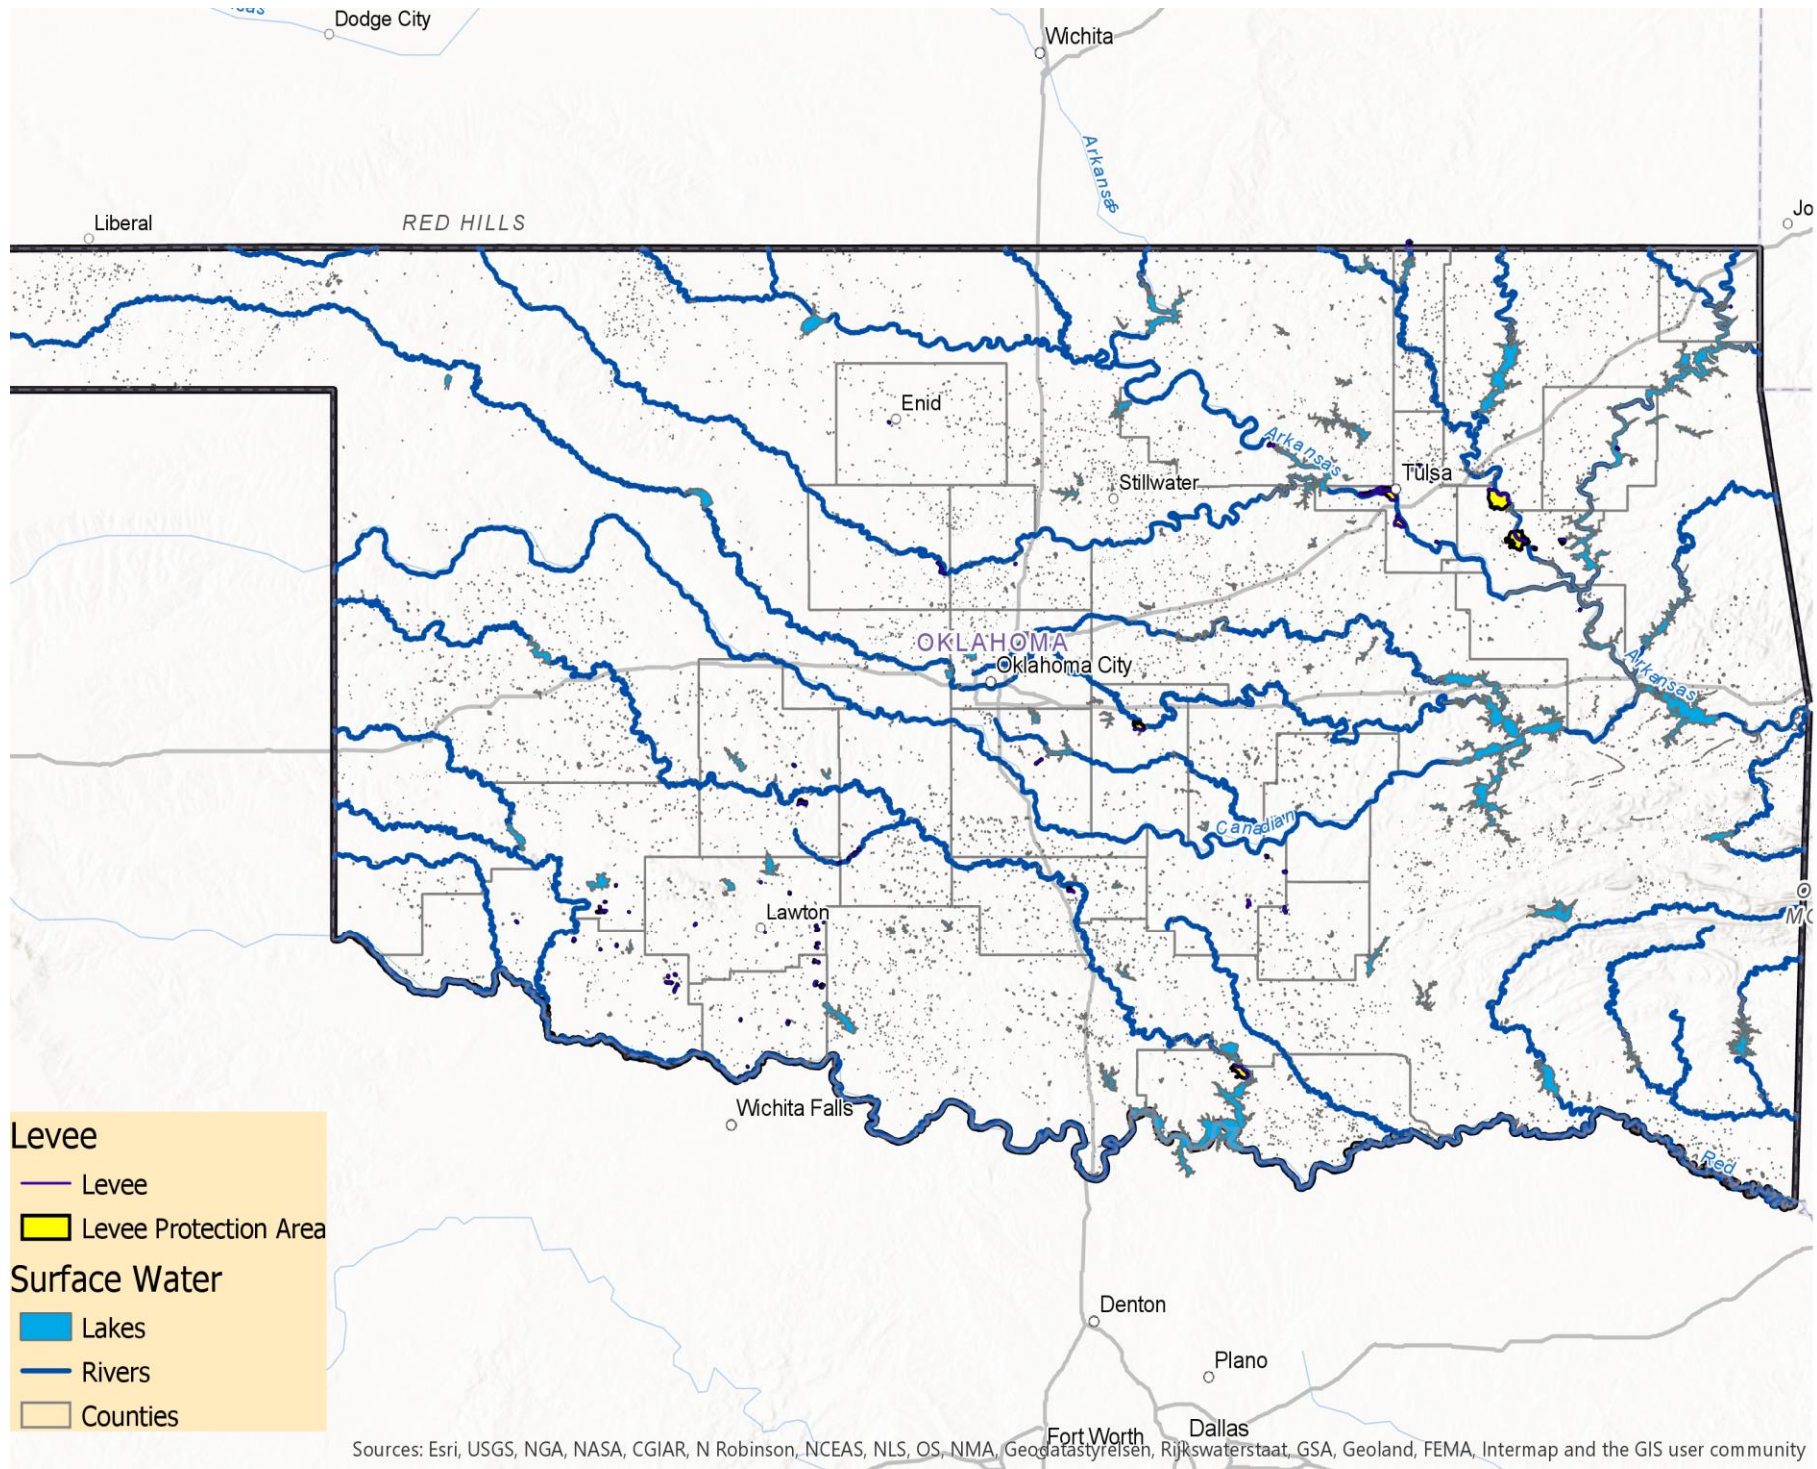 Dodge City
Wichita
Arkansas
Liberal
RED HILLS
Jo
Enid
Arkansas
Stillwater
Tulsa
OKLAHOMA
Oklahoma City
Arkansas
Canadian
Lawton
O
Wichita Falls
Red
Levee
Levee
Levee Protection Area
Surface Water
Lakes
Rivers
Counties
Denton
Plano
Dallas
Fort Worth
Sources: Esri, USGS, NGA, NASA, CGIAR, N Robinson, NCEAS, NLS, OS, NMA, Geodatastyrelsen, Rijkswaterstaat, GSA, Geoland, FEMA, Intermap and the GIS user community